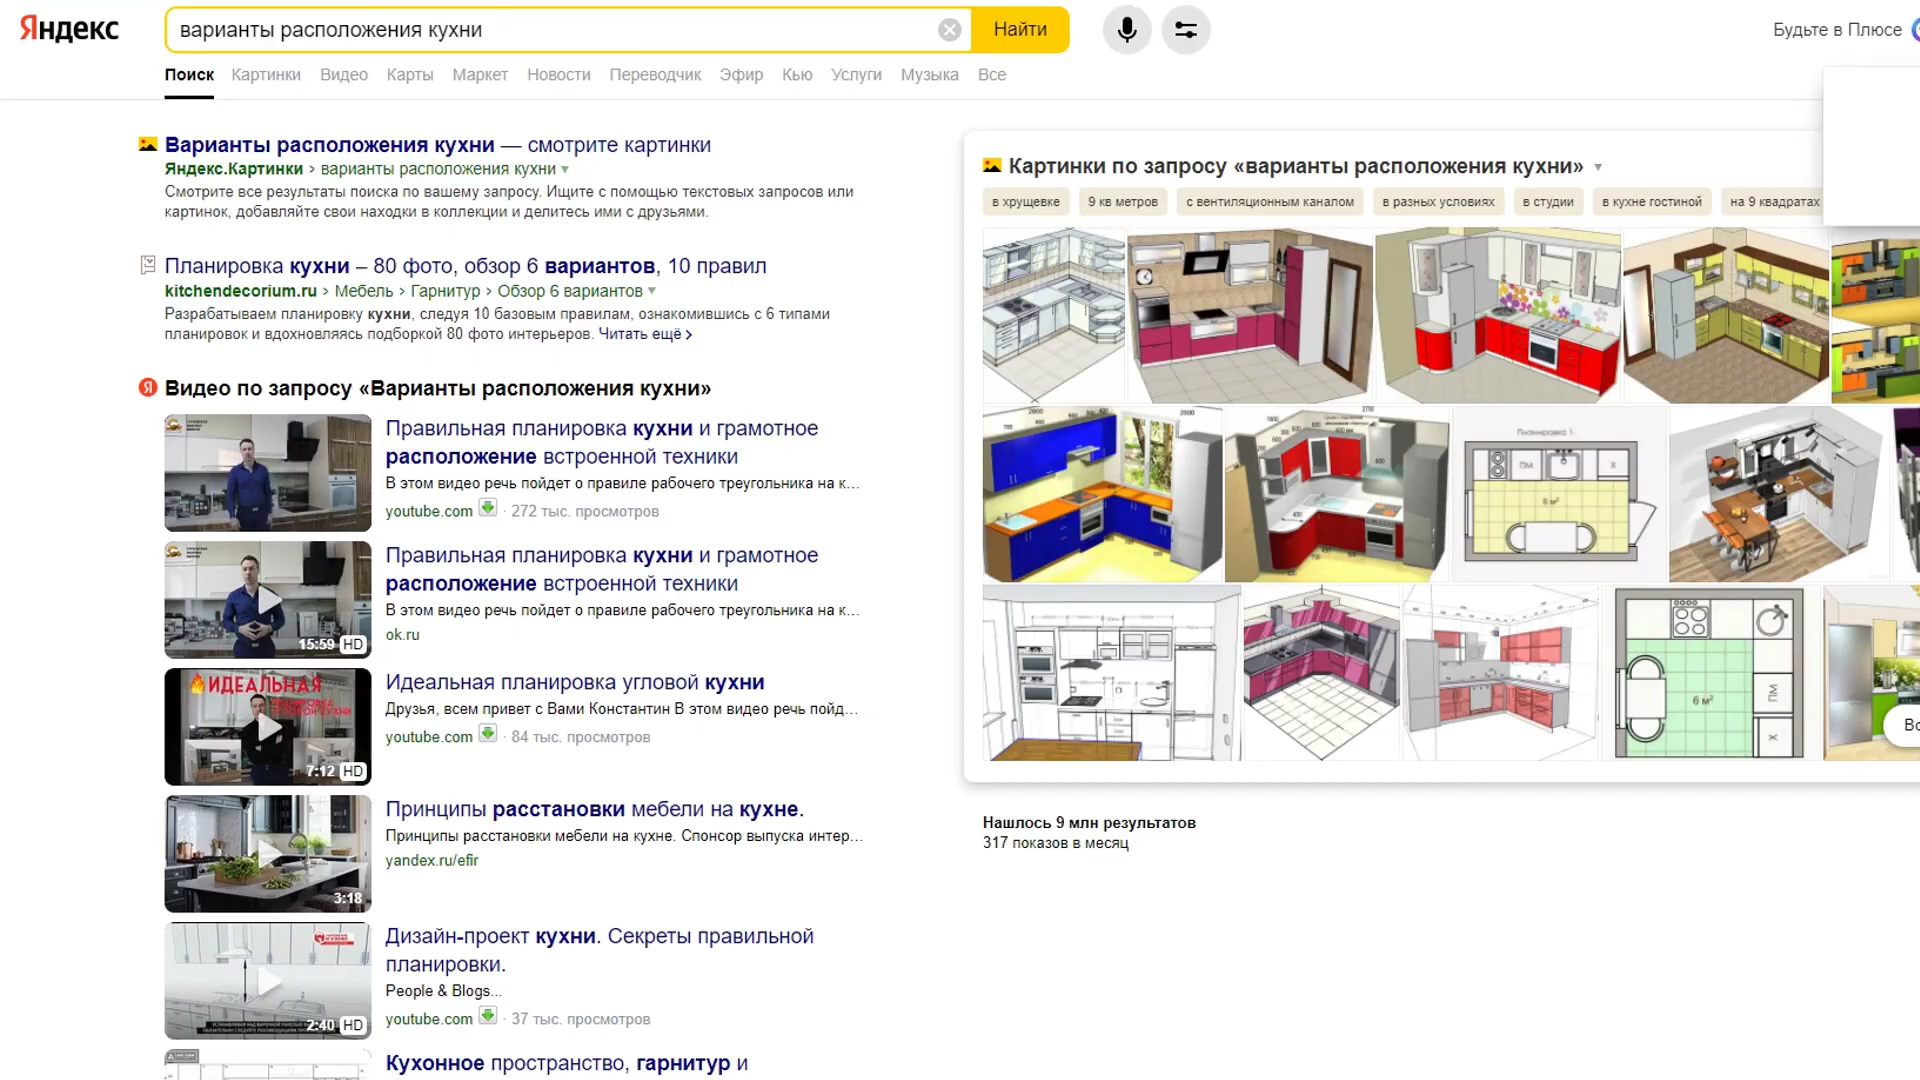 Яндекс
варианты расположения кухни
Найти
Будьте в Плюсе
Поиск Картинки Видео Карты Маркет Новости Переводчик Эфир Кью Услуги Музыка Все
Варианты расположения кухни — смотрите картинки
Яндекс.Картинки › варианты расположения кухни
Смотрите все результаты поиска по вашему запросу. Ищите с помощью текстовых запросов или
картинок, добавляйте свои находки в коллекции и делитесь ими с друзьями.
Планировка кухни – 80 фото, обзор 6 вариантов, 10 правил
kitchendecorium.ru › Мебель › Гарнитур › Обзор 6 вариантов
Разрабатываем планировку кухни, следуя 10 базовым правилам, ознакомившись с 6 типами
планировок и вдохновляясь подборкой 80 фото интерьеров. Читать ещё ›
Видео по запросу «Варианты расположения кухни»
Правильная планировка кухни и грамотное
расположение встроенной техники
В этом видео речь пойдет о правиле рабочего треугольника на к...
youtube.com · 272 тыс. просмотров
15:59 HD
Правильная планировка кухни и грамотное
расположение встроенной техники
В этом видео речь пойдет о правиле рабочего треугольника на к...
ok.ru
ИДЕАЛЬНАЯ
7:12 HD
Идеальная планировка угловой кухни
Друзья, всем привет с Вами Константин В этом видео речь пойд...
youtube.com · 84 тыс. просмотров
3:18
Принципы расстановки мебели на кухне.
Принципы расстановки мебели на кухне. Спонсор выпуска интер...
yandex.ru/efir
2:40 HD
Дизайн-проект кухни. Секреты правильной
планировки.
People & Blogs...
youtube.com · 37 тыс. просмотров
Кухонное пространство, гарнитур и
Картинки по запросу «варианты расположения кухни»
в хрущевке 9 кв метров с вентиляционным каналом в разных условиях в студии в кухне гостиной на 9 квадратах
Планировка 1.
ПМ
X
6 м²
ПМ
X
Вс
Нашлось 9 млн результатов
317 показов в месяц